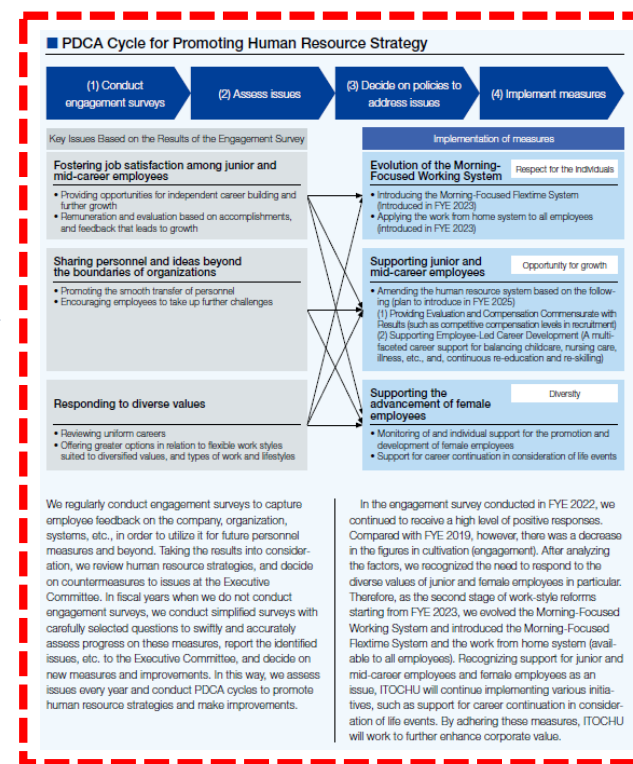 ■ PDCA Cycle for Promoting Human Resource Strategy
(1) Conduct
engagement surveys
(2) Assess issues
(3) Decide on policies to
address issues
(4) Implement measures
Key Issues Based on the Results of the Engagement Survey
Fostering job satisfaction among junior and
mid-career employees
• Providing opportunities for independent career building and
further growth
• Remuneration and evaluation based on accomplishments,
and feedback that leads to growth
Sharing personnel and ideas beyond
the boundaries of organizations
• Promoting the smooth transfer of personnel
• Encouraging employees to take up further challenges
Responding to diverse values
• Reviewing uniform careers
• Offering greater options in relation to flexible work styles
suited to diversified values, and types of work and lifestyles
Implementation of measures
Evolution of the Morning-
Focused Working System
Respect for the Individuals
• Introducing the Morning-Focused Flextime System
(Introduced in FYE 2023)
• Applying the work from home system to all employees
(introduced in FYE 2023)
Supporting junior and
mid-career employees
Opportunity for growth
• Amending the human resource system based on the follow-
ing (plan to introduce in FYE 2025)
(1) Providing Evaluation and Compensation Commensurate with
Results (such as competitive compensation levels in recruitment)
(2) Supporting Employee-Led Career Development (A multi-
faceted career support for balancing childcare, nursing care,
illness, etc., and, continuous re-education and re-skilling)
Supporting the
advancement of female
employees
Diversity
• Monitoring of and individual support for the promotion and
development of female employees
• Support for career continuation in consideration of life events
We regularly conduct engagement surveys to capture
employee feedback on the company, organization,
systems, etc., in order to utilize it for future personnel
measures and beyond. Taking the results into consider-
ation, we review human resource strategies, and decide
on countermeasures to issues at the Executive
Committee. In fiscal years when we do not conduct
engagement surveys, we conduct simplified surveys with
carefully selected questions to swiftly and accurately
assess progress on these measures, report the identified
issues, etc. to the Executive Committee, and decide on
new measures and improvements. In this way, we assess
issues every year and conduct PDCA cycles to promote
human resource strategies and make improvements.
In the engagement survey conducted in FYE 2022, we
continued to receive a high level of positive responses.
Compared with FYE 2019, however, there was a decrease
in the figures in cultivation (engagement). After analyzing
the factors, we recognized the need to respond to the
diverse values of junior and female employees in particular.
Therefore, as the second stage of work-style reforms
starting from FYE 2023, we evolved the Morning-Focused
Working System and introduced the Morning-Focused
Flextime System and the work from home system (avail-
able to all employees). Recognizing support for junior and
mid-career employees and female employees as an
issue, ITOCHU will continue implementing various initia-
tives, such as support for career continuation in consider-
ation of life events. By adhering these measures, ITOCHU
will work to further enhance corporate value.